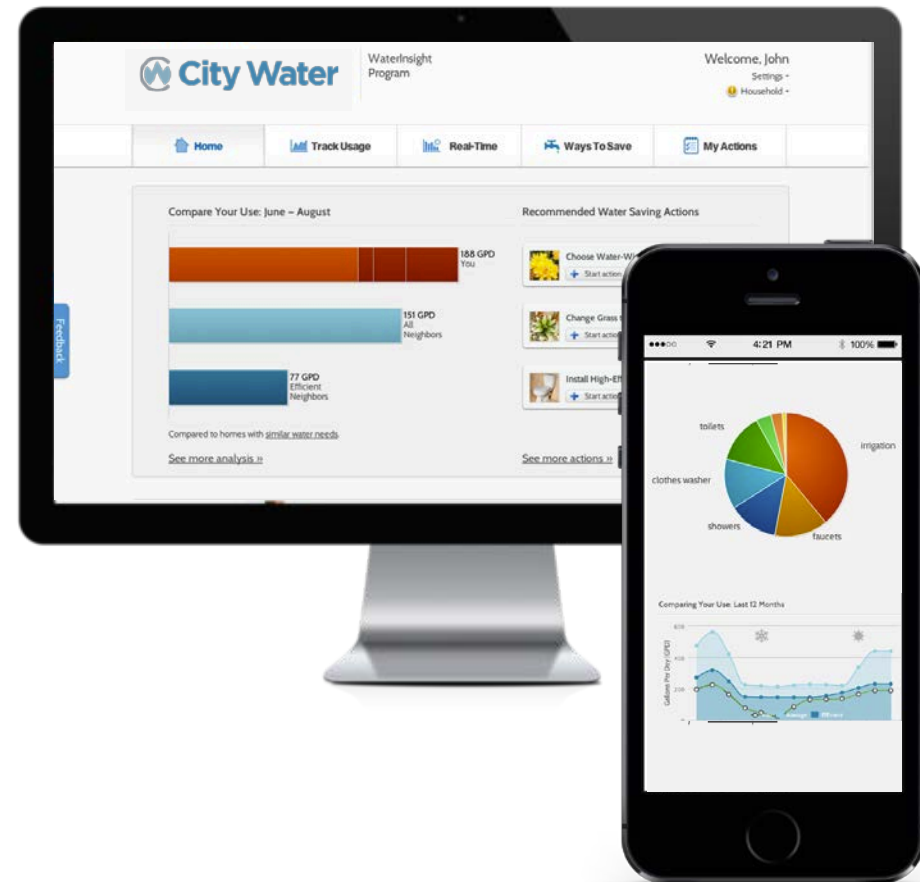 City Water
WaterInsight
Program
Welcome, John
Settings
Household
Home
Track Usage
Real-Time
Ways To Save
My Actions
Compare Your Use: June – August
188 GPD
You
151 GPD
All
Neighbors
77 GPD
Efficient
Neighbors
Compared to homes with similar water needs.
See more analysis »
Recommended Water Saving Actions
Choose
Start action
Change Grass
Start
Install
Start
See more actions »
Feedback
4:21 PM
100%
toilets
irrigation
clothes washer
showers
faucets
Comparing Your Use: Last 12 Months
Gallons Per Day (GPD)
600
400
200